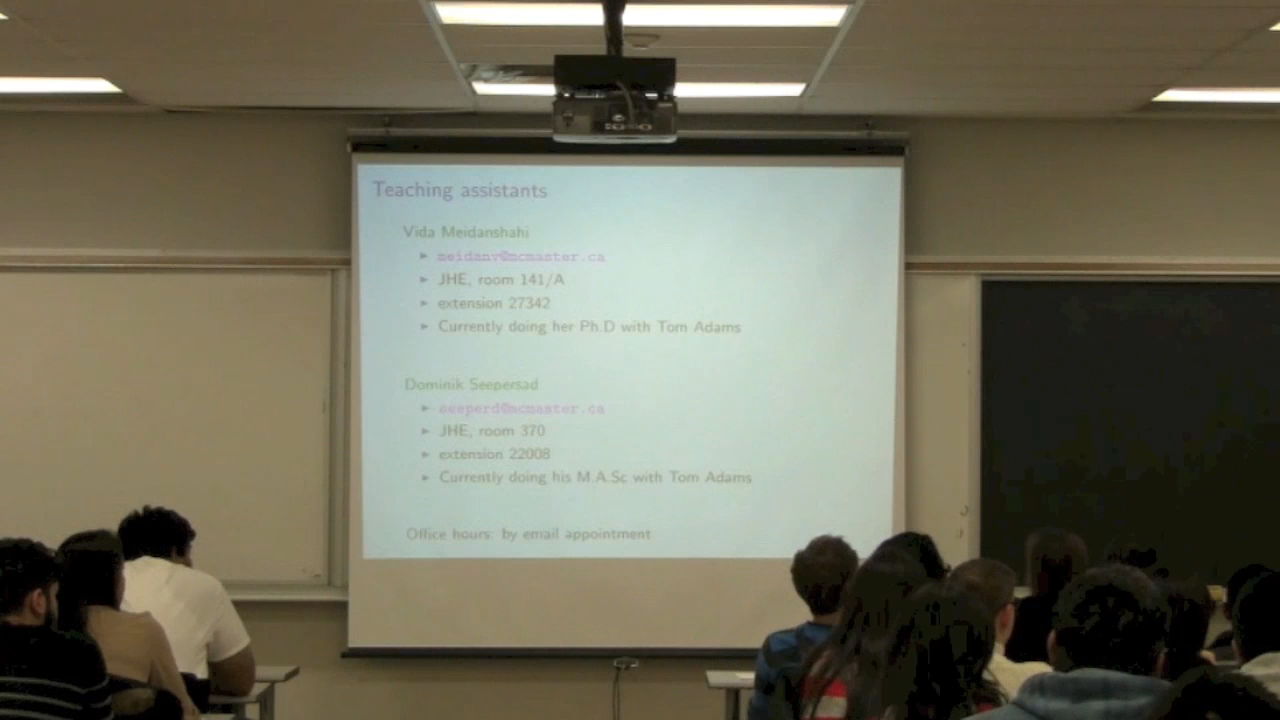 Teaching assistants
Vida Meidanshahi
► meidanv@mcmaster.ca
► JHE, room 141/A
► extension 27342
► Currently doing her Ph.D with Tom Adams
Dominik Seepersad
► seeperd@mcmaster.ca
► JHE, room 370
► extension 22008
► Currently doing his M.A.Sc with Tom Adams
Office hours: by email appointment